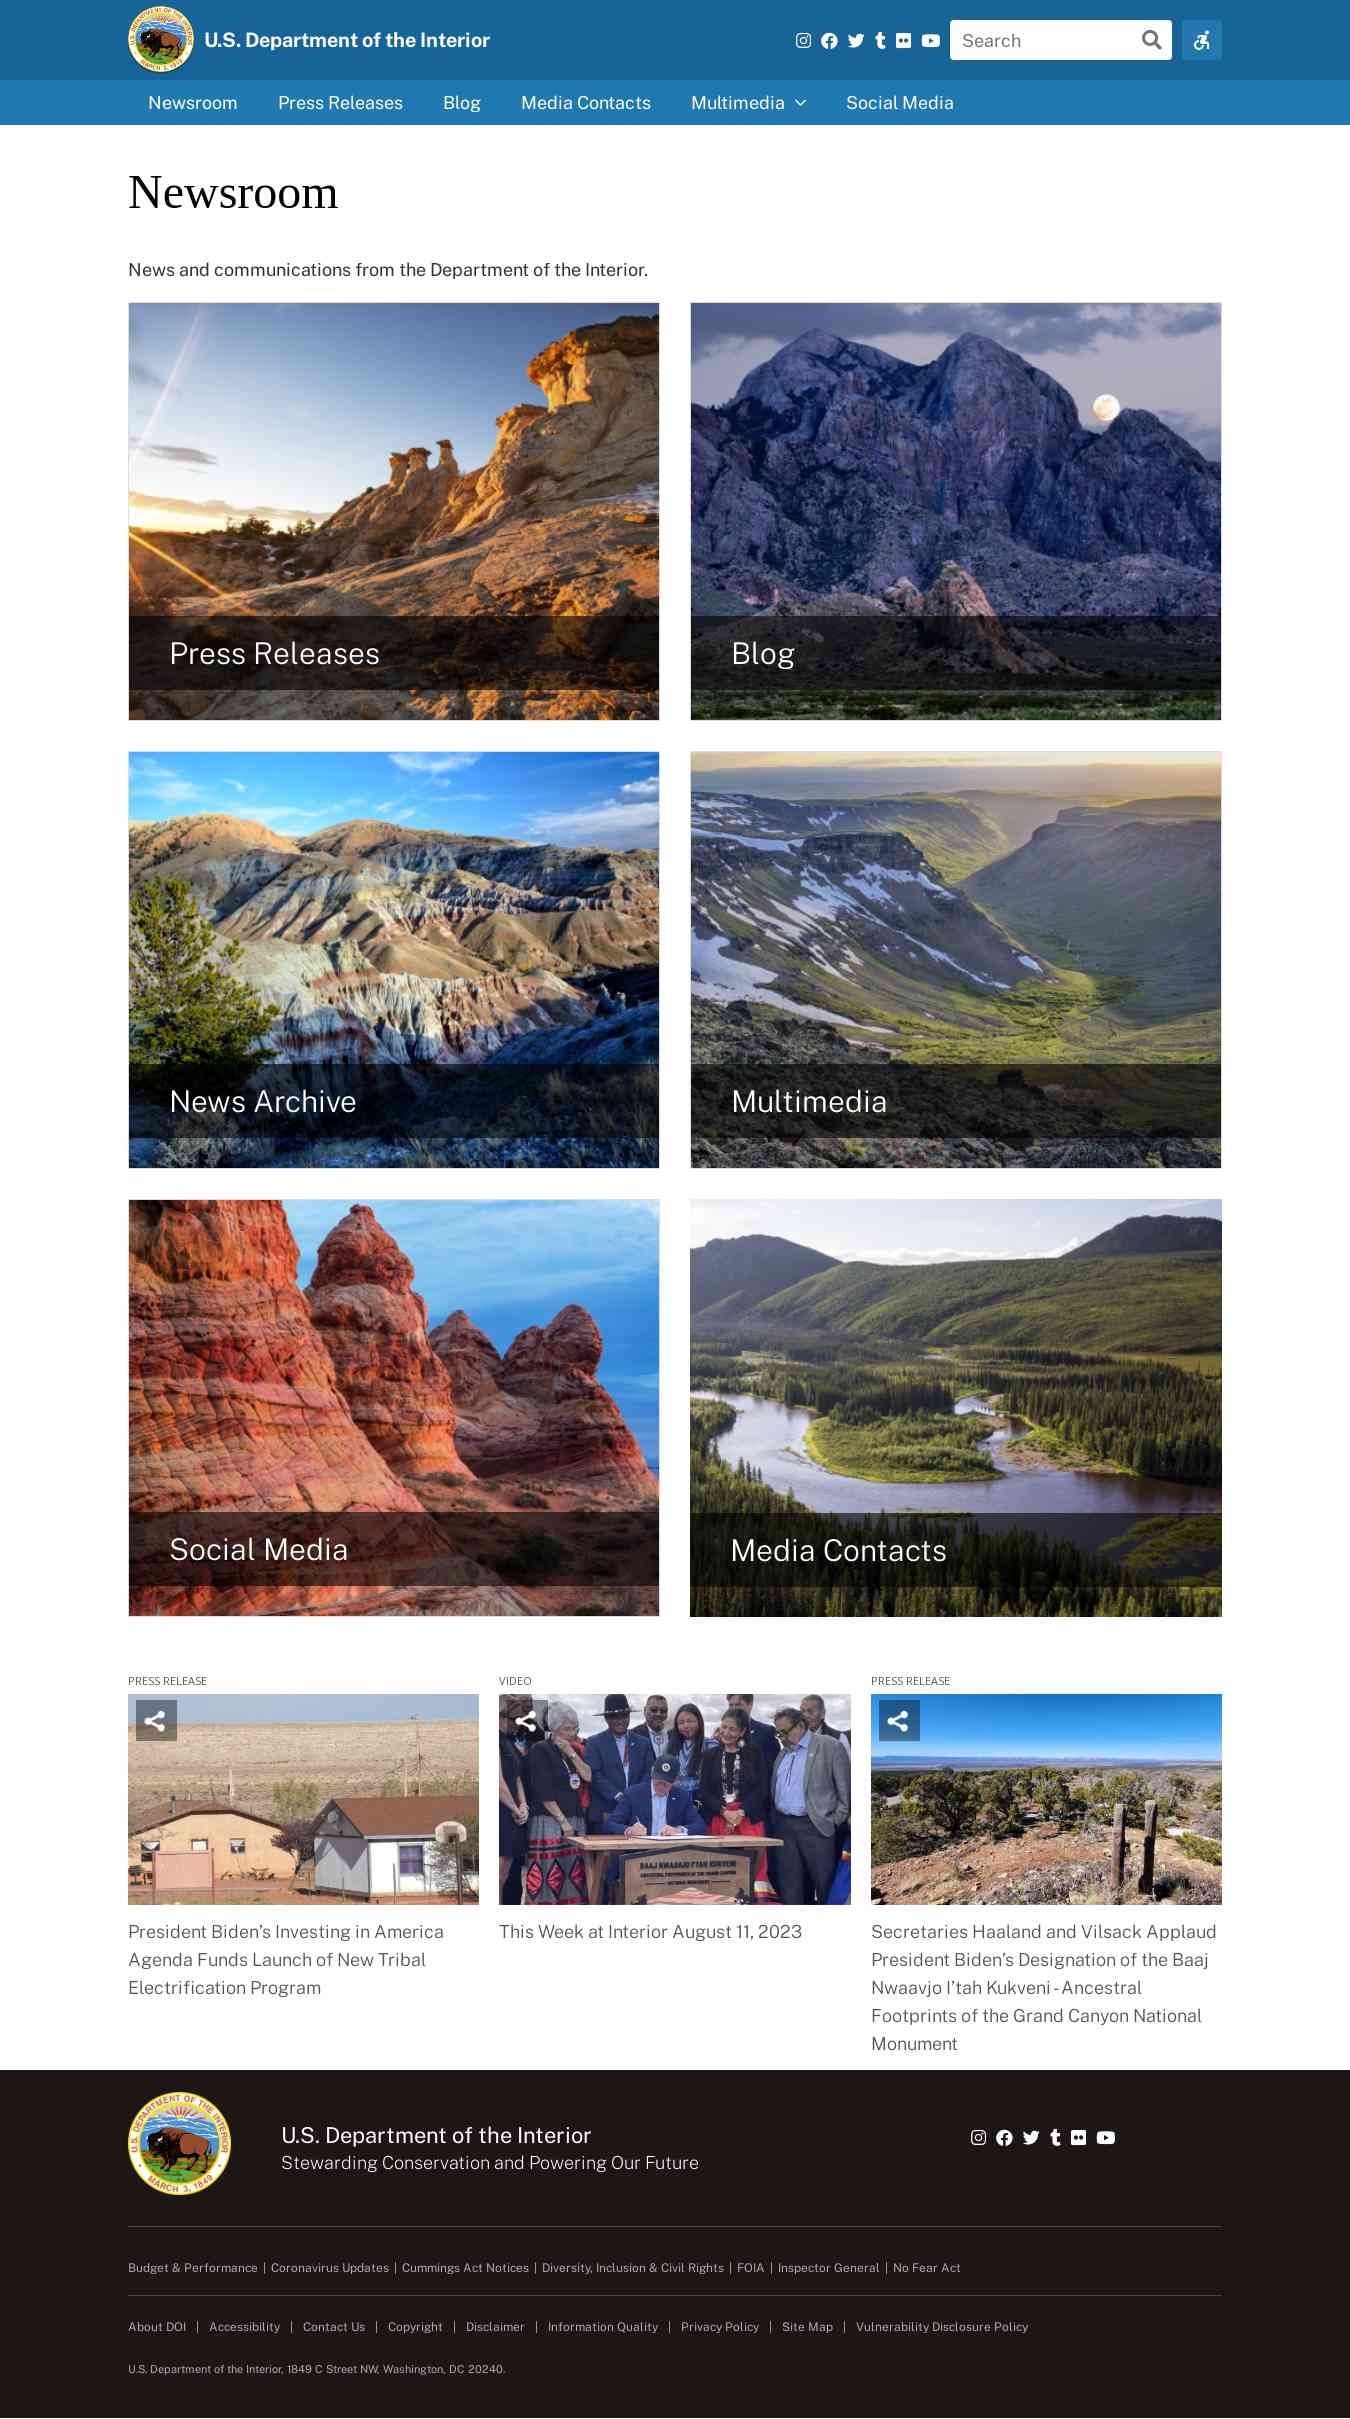 U.S. Department of the Interior
Search
Newsroom Press Releases Blog Media Contacts Multimedia Social Media
Newsroom
News and communications from the Department of the Interior.
Press Releases
Blog
News Archive
Multimedia
Social Media
Media Contacts
PRESS RELEASE
President Biden’s Investing in America
Agenda Funds Launch of New Tribal
Electrification Program
VIDEO
This Week at Interior August 11, 2023
PRESS RELEASE
Secretaries Haaland and Vilsack Applaud
President Biden’s Designation of the Baaj
Nwaavjo I’tah Kukveni - Ancestral
Footprints of the Grand Canyon National
Monument
U.S. DEPARTMENT OF THE INTERIOR
MARCH 3, 1849
U.S. Department of the Interior
Stewarding Conservation and Powering Our Future
Budget & Performance | Coronavirus Updates | Cummings Act Notices | Diversity, Inclusion & Civil Rights | FOIA | Inspector General | No Fear Act
About DOI | Accessibility | Contact Us | Copyright | Disclaimer | Information Quality | Privacy Policy | Site Map | Vulnerability Disclosure Policy
U.S. Department of the Interior, 1849 C Street NW, Washington, DC 20240.